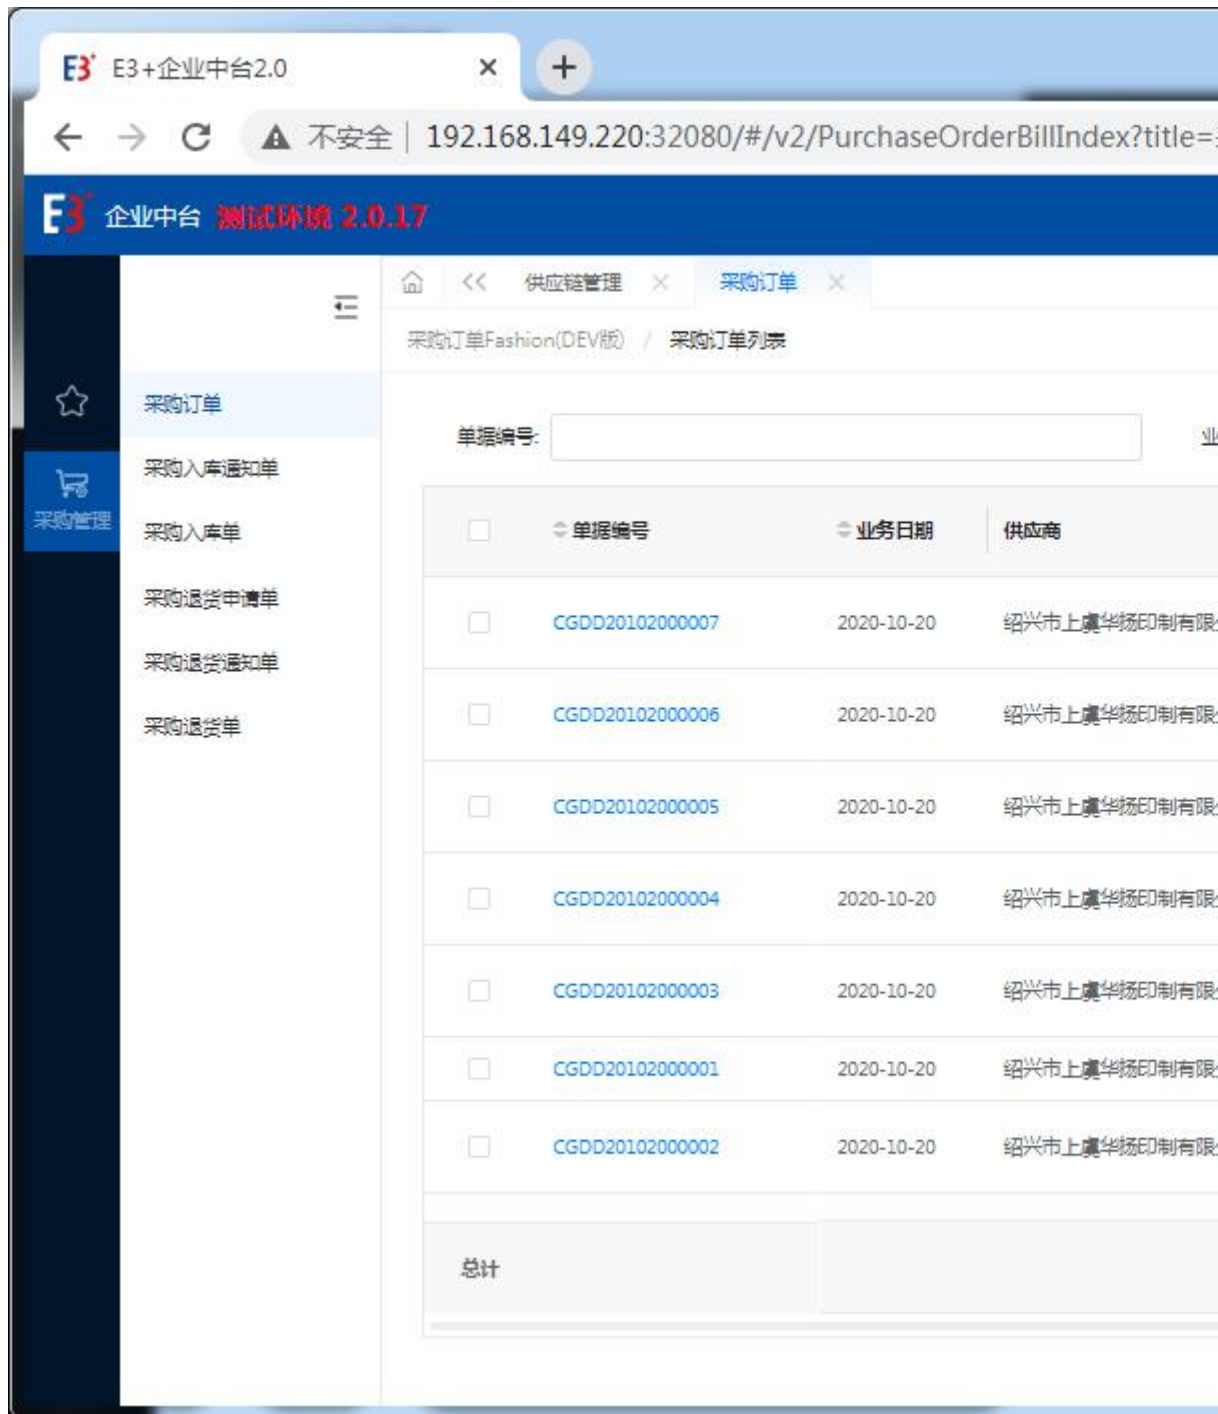 E3+ E3+企业中台2.0
不安全 192.168.149.220:32080/#/v2/PurchaseOrderBillIndex?title=
E3+ 企业中台 测试环境 2.0.17
供应链管理 采购订单
采购订单Fashion(DEV版) / 采购订单列表
采购订单
单据编号: 业
采购入库通知单
采购管理
采购入库单
单据编号 业务日期 供应商
采购退货申请单
CGDD20102000007 2020-10-20 绍兴市上虞华扬印制有限
采购退货通知单
CGDD20102000006 2020-10-20 绍兴市上虞华扬印制有限
采购退货单
CGDD20102000005 2020-10-20 绍兴市上虞华扬印制有限
CGDD20102000004 2020-10-20 绍兴市上虞华扬印制有限
CGDD20102000003 2020-10-20 绍兴市上虞华扬印制有限
CGDD20102000001 2020-10-20 绍兴市上虞华扬印制有限
CGDD20102000002 2020-10-20 绍兴市上虞华扬印制有限
总计